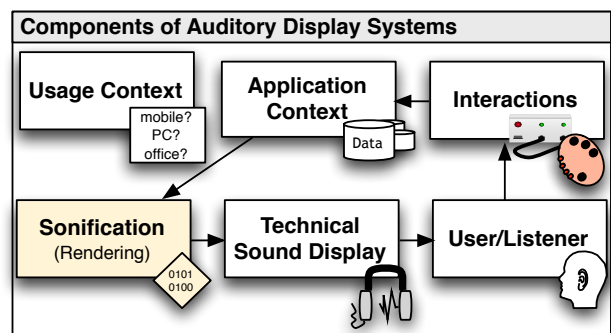 Components of Auditory Display Systems
Usage Context
mobile?
PC?
office?
Application
Context
Data
Interactions
Sonification
(Rendering)
0101
0100
Technical
Sound Display
User/Listener